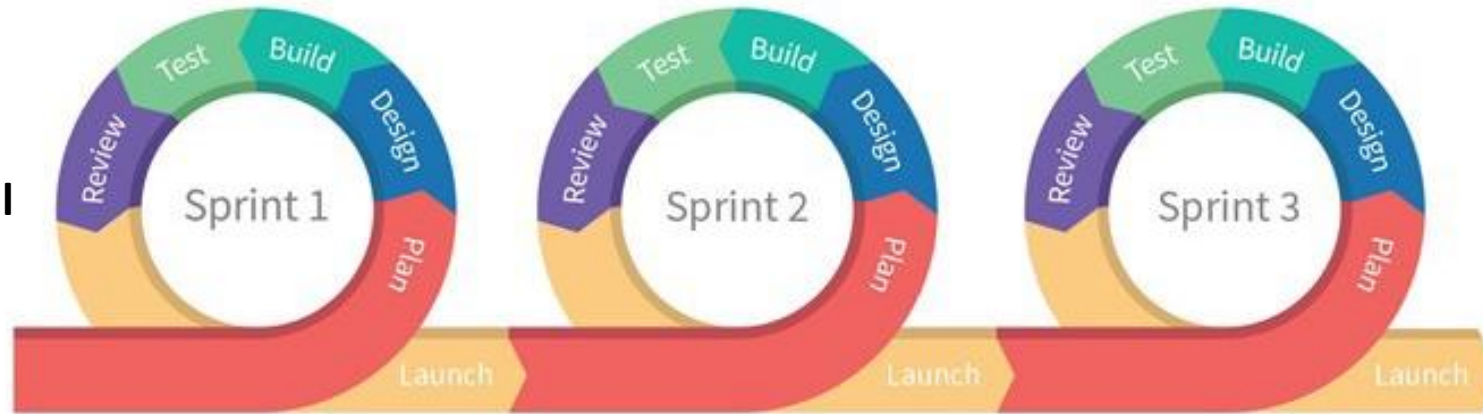 Test
Build
Design
Review
Plan
Sprint 1
Launch
Test
Build
Design
Review
Plan
Sprint 2
Launch
Test
Build
Design
Review
Plan
Sprint 3
Launch